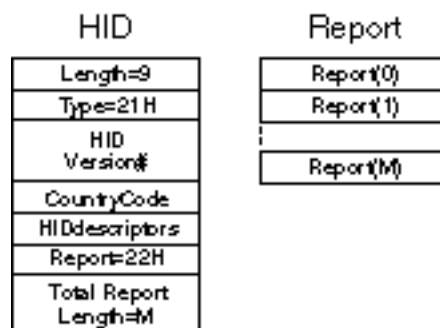 HID
Length=9
Type=21H
HID
Version#
CountryCode
HIDdescriptors
Report=22H
Total Report
Length=M
Report
Report(0)
Report(1)
Report(M)